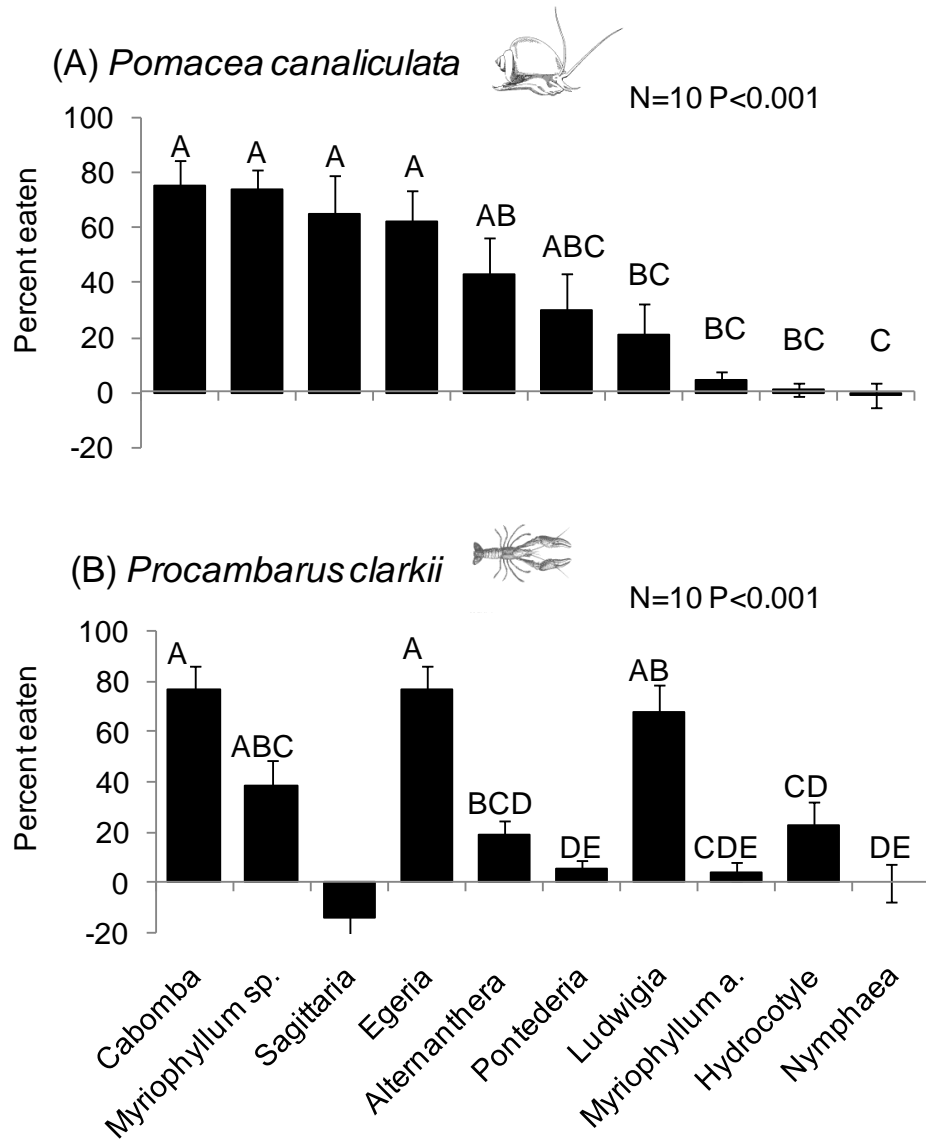 (A) Pomacea canaliculata
N=10 P<0.001
Percent eaten
100
80
60
40
20
0
-20
A
A
A
A
AB
ABC
BC
BC
BC
C
(B) Procambarus clarkii
N=10 P<0.001
Percent eaten
100
80
60
40
20
0
-20
A
ABC
A
BCD
DE
AB
CDE
CD
DE
Cabomba
Myriophyllum sp.
Sagittaria
Egeria
Alternanthera
Pontederia
Ludwigia
Myriophyllum a.
Hydrocotyle
Nymphaea